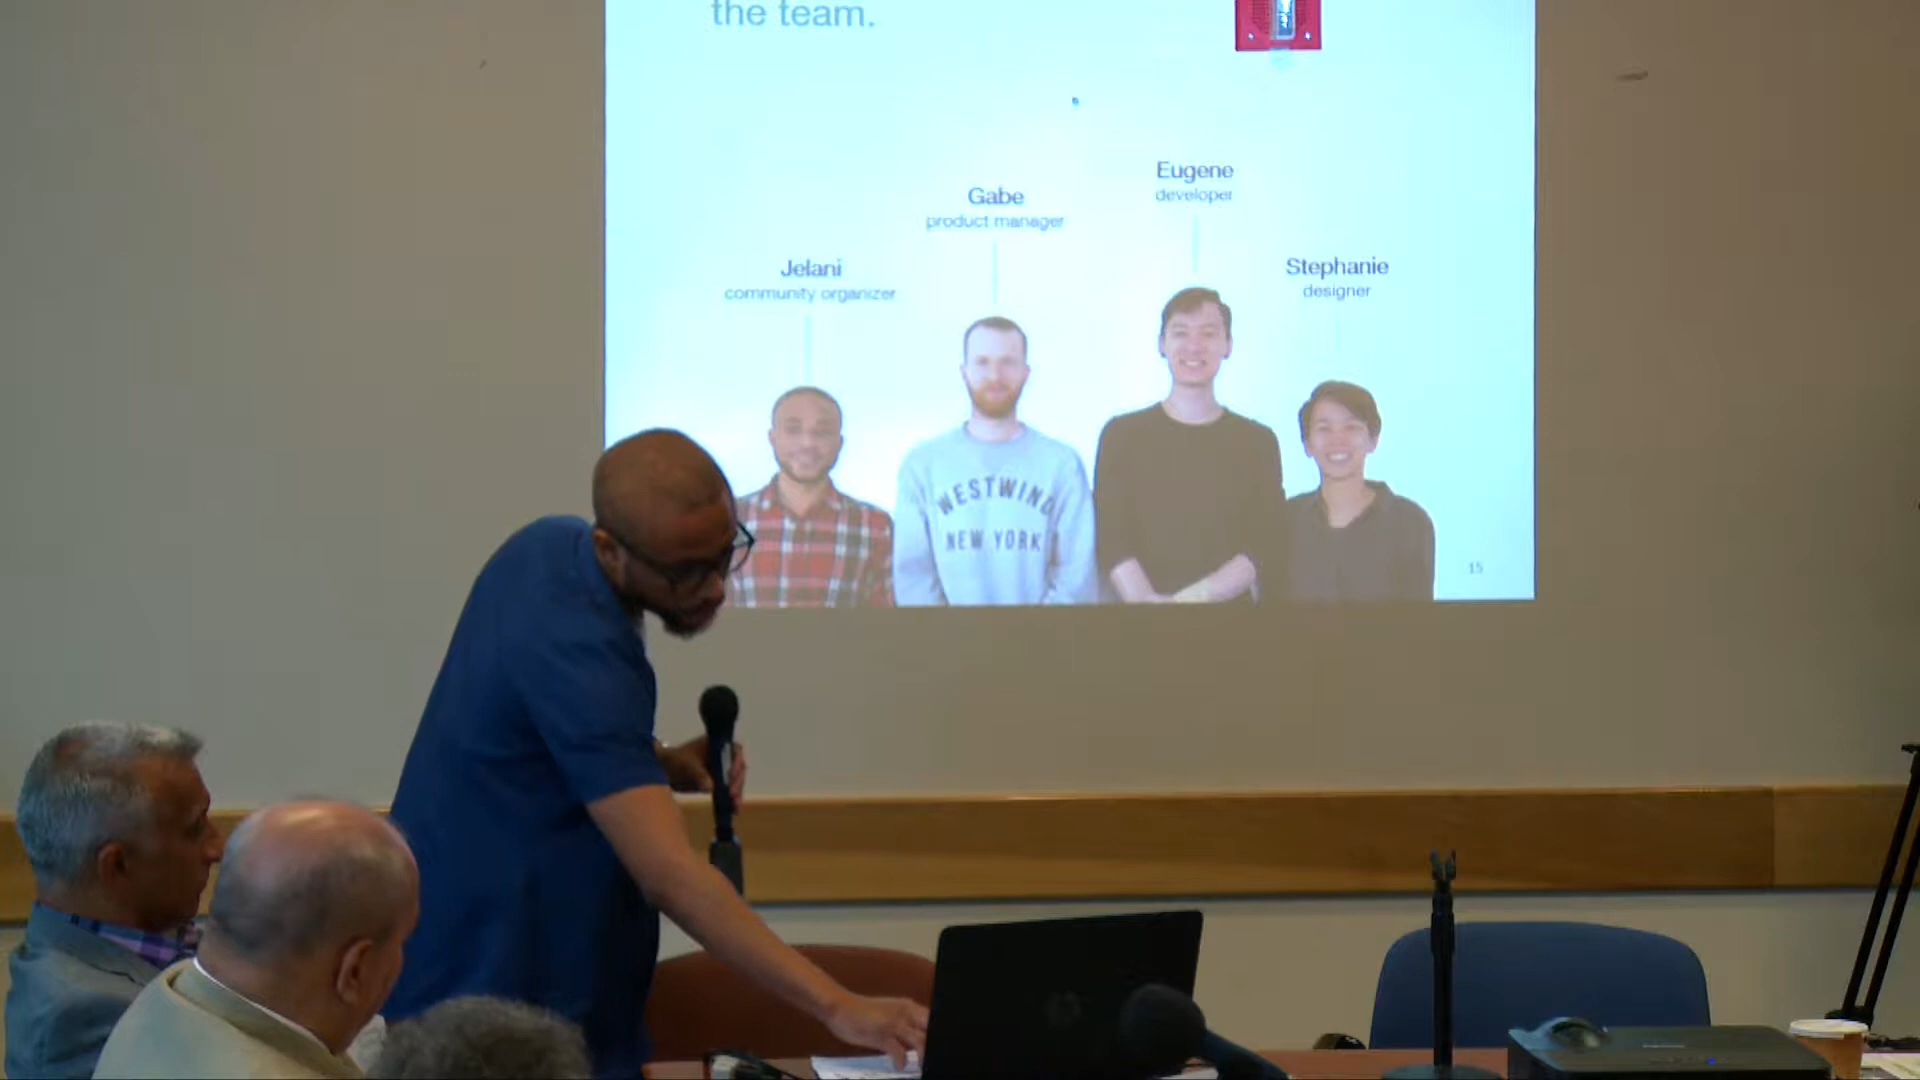 the team.
Eugene
developer
Gabe
product manager
Jelani
community organizer
Stephanie
designer
WESTWIND
NEW YORK
15